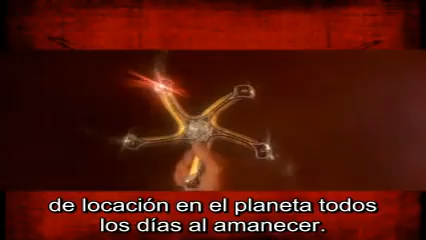 de locación en el planeta todos
los días al amanecer.